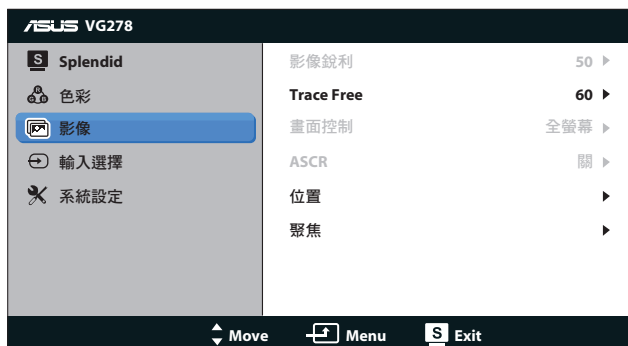 ASUS VG278
S Splendid
色彩
影像
輸入選擇
系統設定
影像銳利 50
Trace Free 60
畫面控制 全螢幕
ASCR 關
位置
聚焦
Move Menu S Exit